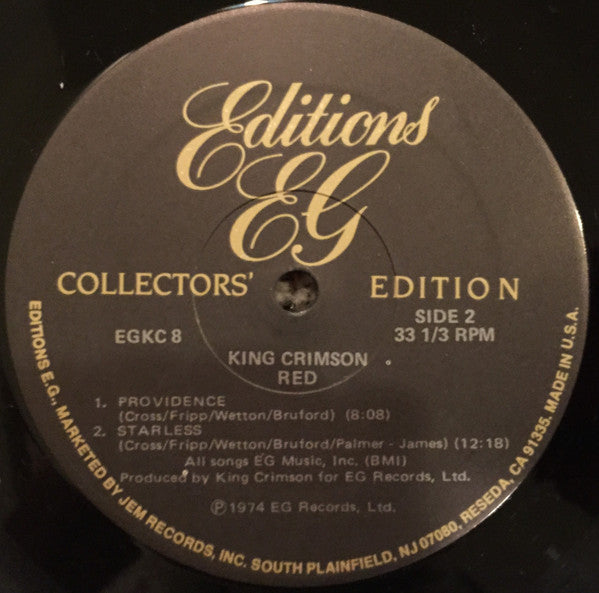 Editions
EG
COLLECTORS' EDITION
EGKC 8
SIDE 2
33 1/3 RPM
KING CRIMSON
RED
1. PROVIDENCE
(Cross/Fripp/Wetton/Bruford) (8:08)
2. STARLESS
(Cross/Fripp/Wetton/Bruford/Palmer - James) (12:18)
All songs EG Music, Inc. (BMI)
Produced by King Crimson for EG Records, Ltd.
Ⓟ 1974 EG Records, Ltd.
EDITIONS E.G., MARKETED BY JEM RECORDS, INC. SOUTH PLAINFIELD, NJ 07080, RESEDA, CA 91335. MADE IN U.S.A.